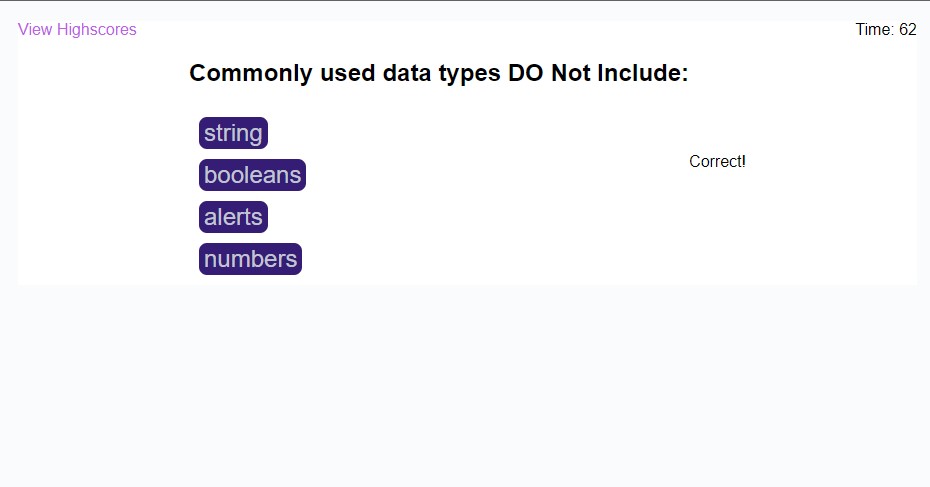 View Highscores
Time: 62
Commonly used data types DO Not Include:
string
booleans
Correct!
alerts
numbers